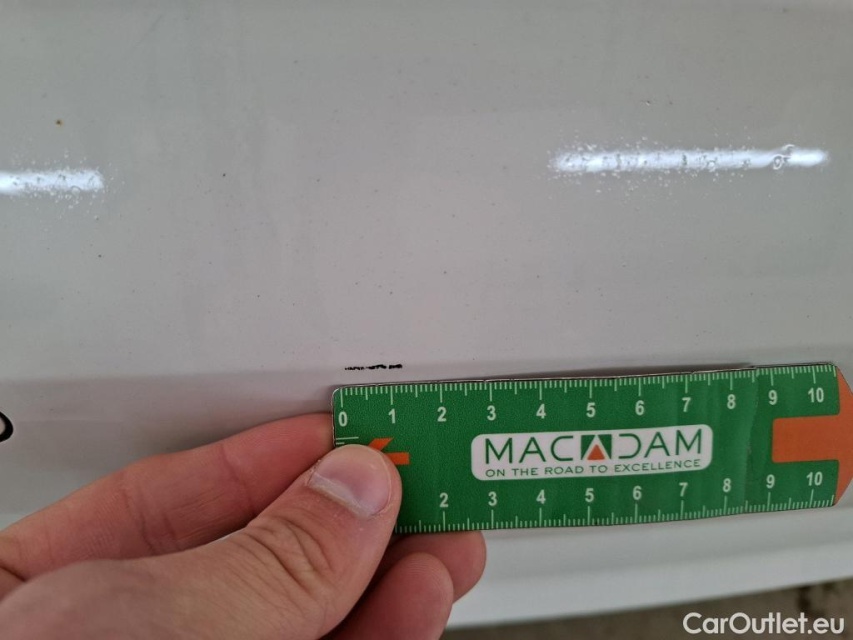 0 1 2 3 4 5 6 7 8 9 10
MACADAM
ON THE ROAD TO EXCELLENCE
2 3 4 5 6 7 8 9 10
CarOutlet.eu